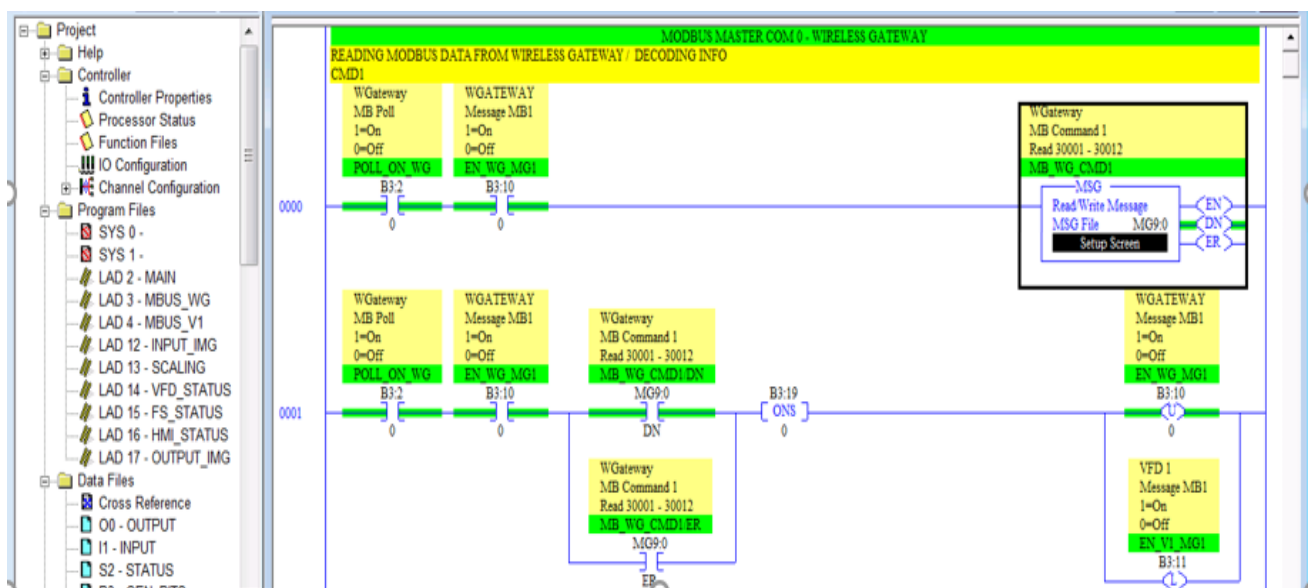 Project
Help
Controller
Controller Properties
Processor Status
Function Files
IO Configuration
Channel Configuration
Program Files
SYS 0 -
SYS 1 -
LAD 2 - MAIN
LAD 3 - MBUS_WG
LAD 4 - MBUS_V1
LAD 12 - INPUT_IMG
LAD 13 - SCALING
LAD 14 - VFD_STATUS
LAD 15 - FS_STATUS
LAD 16 - HMI_STATUS
LAD 17 - OUTPUT_IMG
Data Files
Cross Reference
O0 - OUTPUT
I1 - INPUT
S2 - STATUS
MODBUS MASTER COM 0 - WIRELESS GATEWAY
READING MODBUS DATA FROM WIRELESS GATEWAY / DECODING INFO
CMD1
WGateway
MB Poll
1=On
0=Off
POLL_ON_WG
B3:2
0
WGATEWAY
Message MB1
1=On
0=Off
EN_WG_MG1
B3:10
0
WGateway
MB Command 1
Read 30001 - 30012
MB_WG_CMD1
MSG
Read/Write Message
MSG File MG9:0
Setup Screen
EN
DN
ER
0000
WGateway
MB Poll
1=On
0=Off
POLL_ON_WG
B3:2
0
WGATEWAY
Message MB1
1=On
0=Off
EN_WG_MG1
B3:10
0
WGateway
MB Command 1
Read 30001 - 30012
MB_WG_CMD1/DN
MG9:0
DN
B3:19
ONS
0
WGATEWAY
Message MB1
1=On
0=Off
EN_WG_MG1
B3:10
U
0
0001
WGateway
MB Command 1
Read 30001 - 30012
MB_WG_CMD1/ER
MG9:0
ER
VFD 1
Message MB1
1=On
0=Off
EN_V1_MG1
B3:11
L